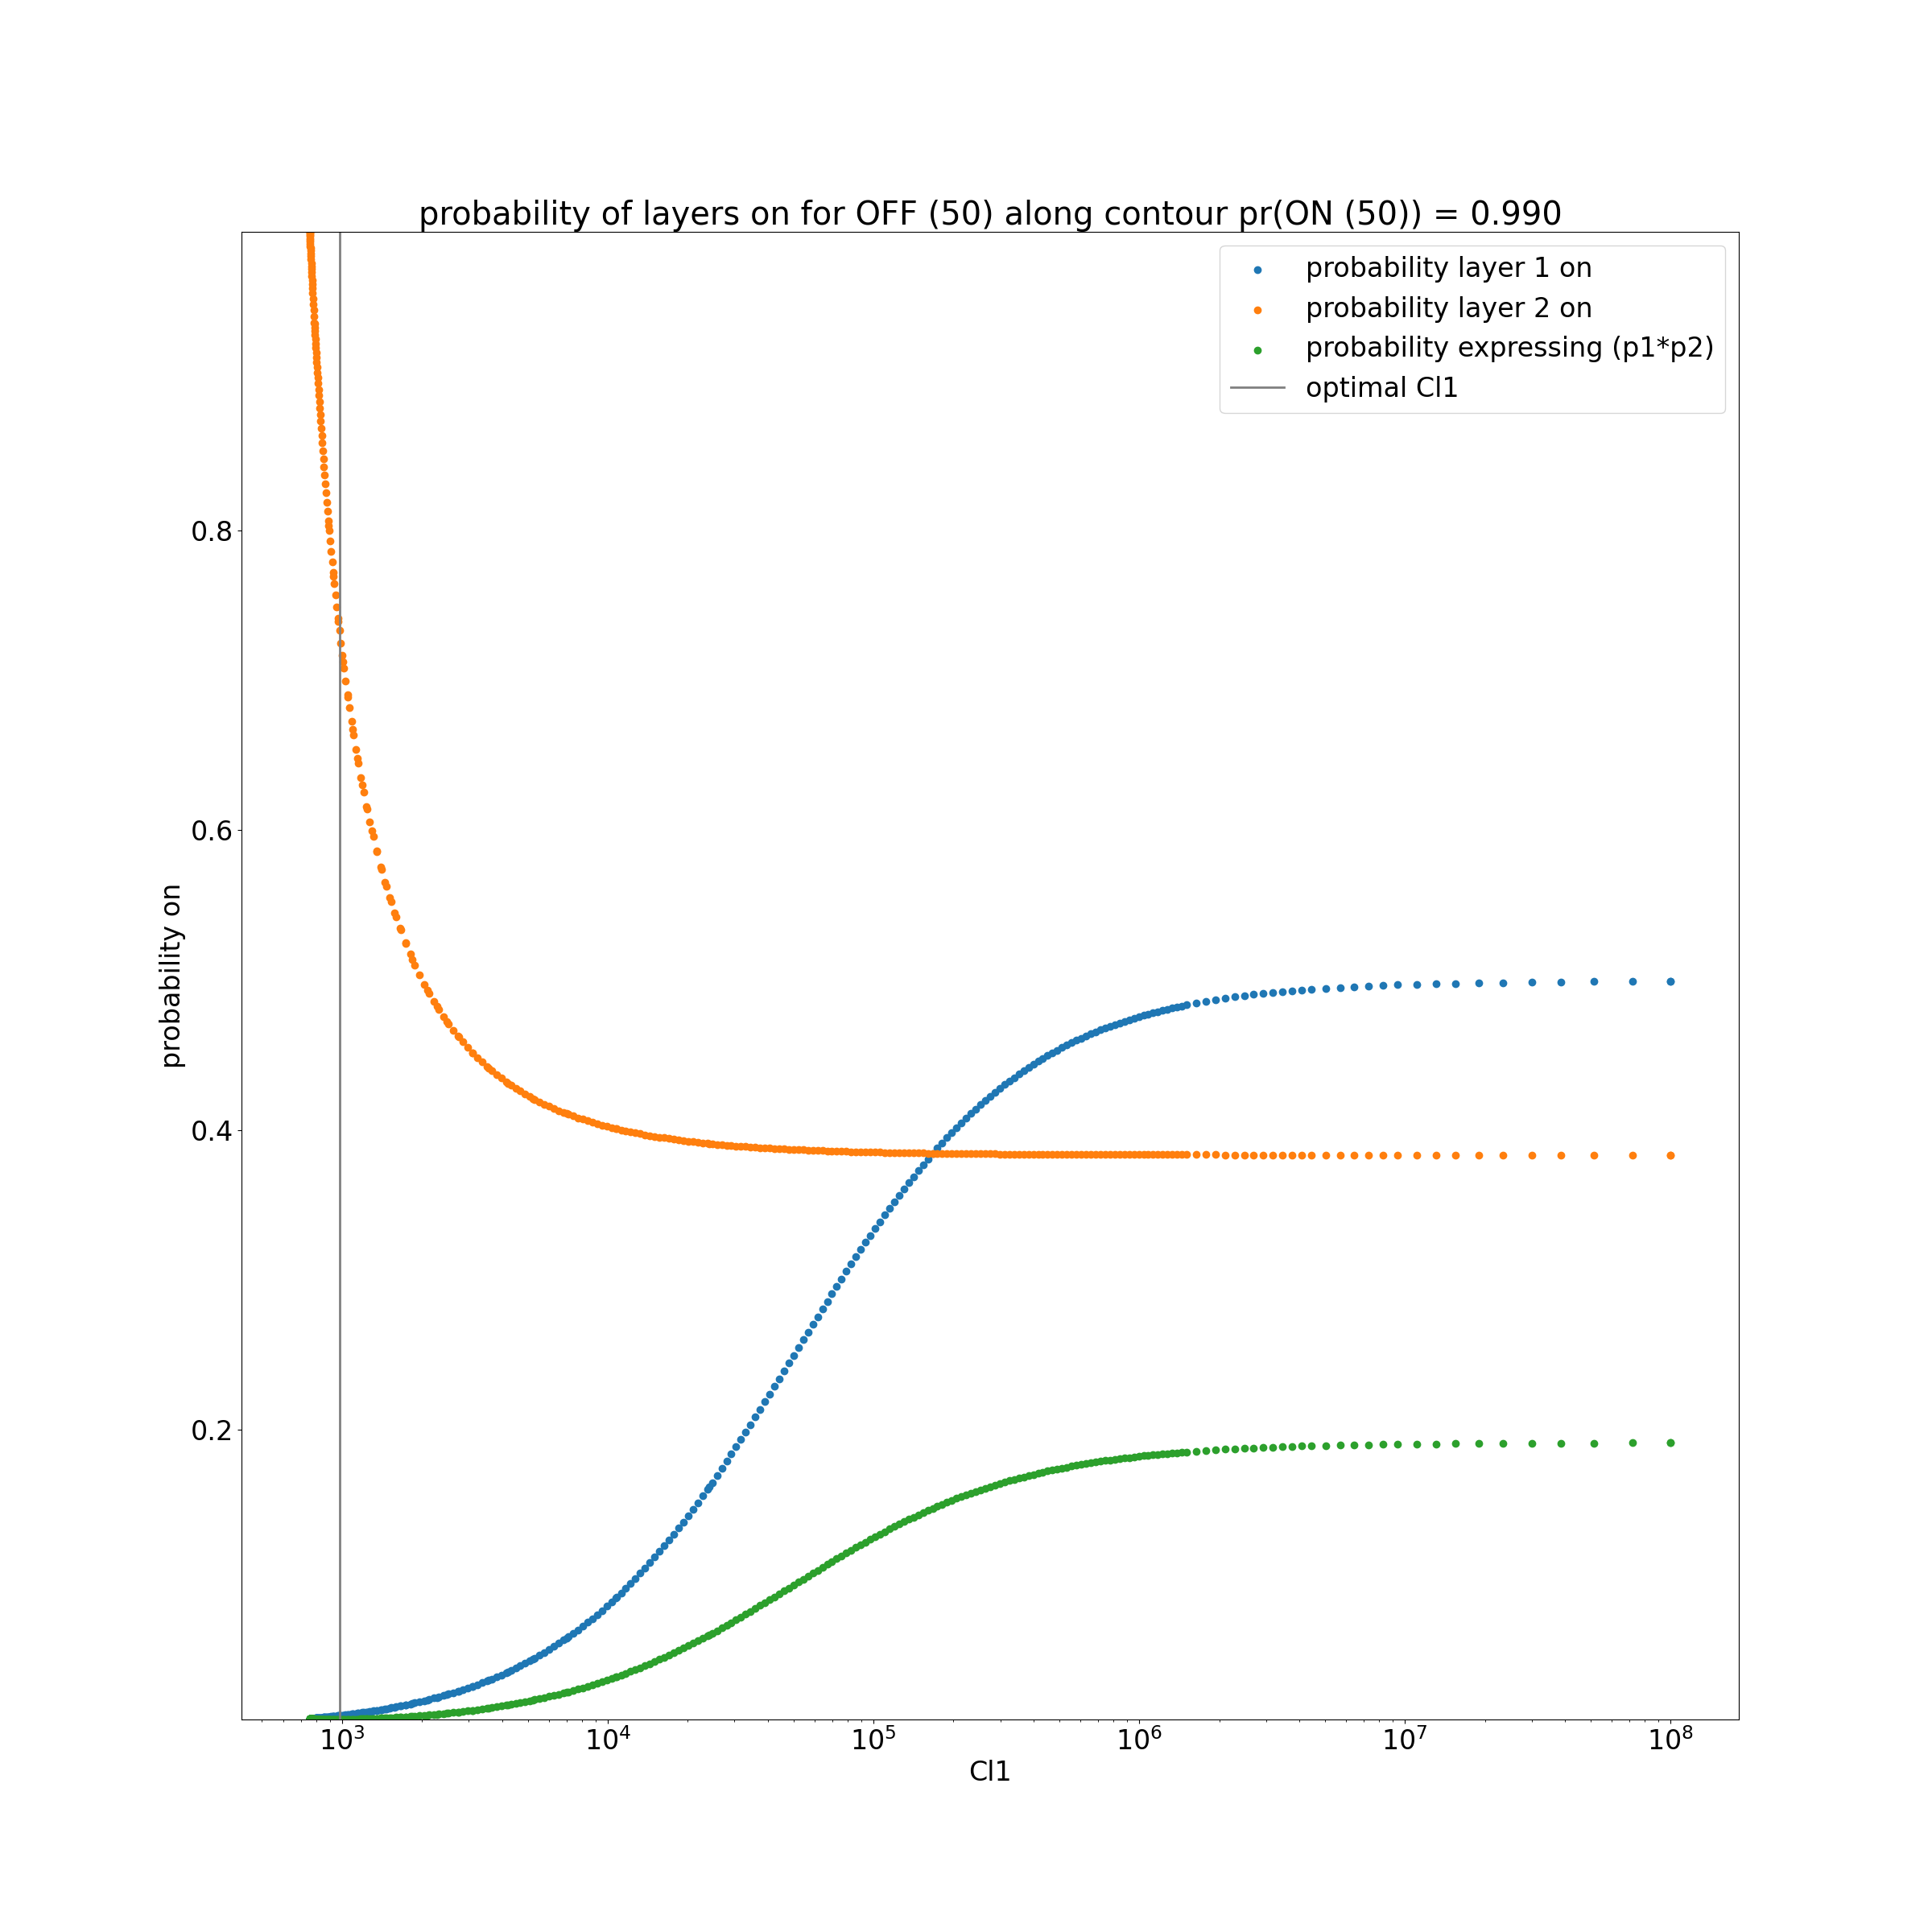 probability of layers on for OFF (50) along contour pr(ON (50)) = 0.990
probability layer 1 on
probability layer 2 on
probability expressing (p1*p2)
optimal Cl1
probability on
0.8
0.6
0.4
0.2
10³ 10⁴ 10⁵ 10⁶ 10⁷ 10⁸
Cl1